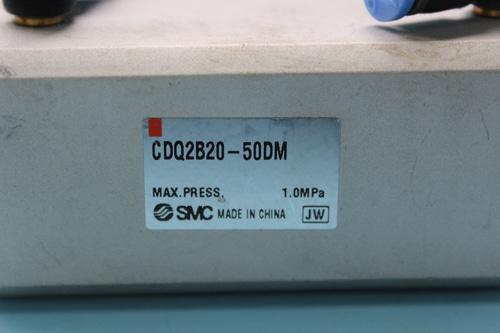 CDQ2B20-50DM
MAX.PRESS. 1.0MPa
SMC MADE IN CHINA JW